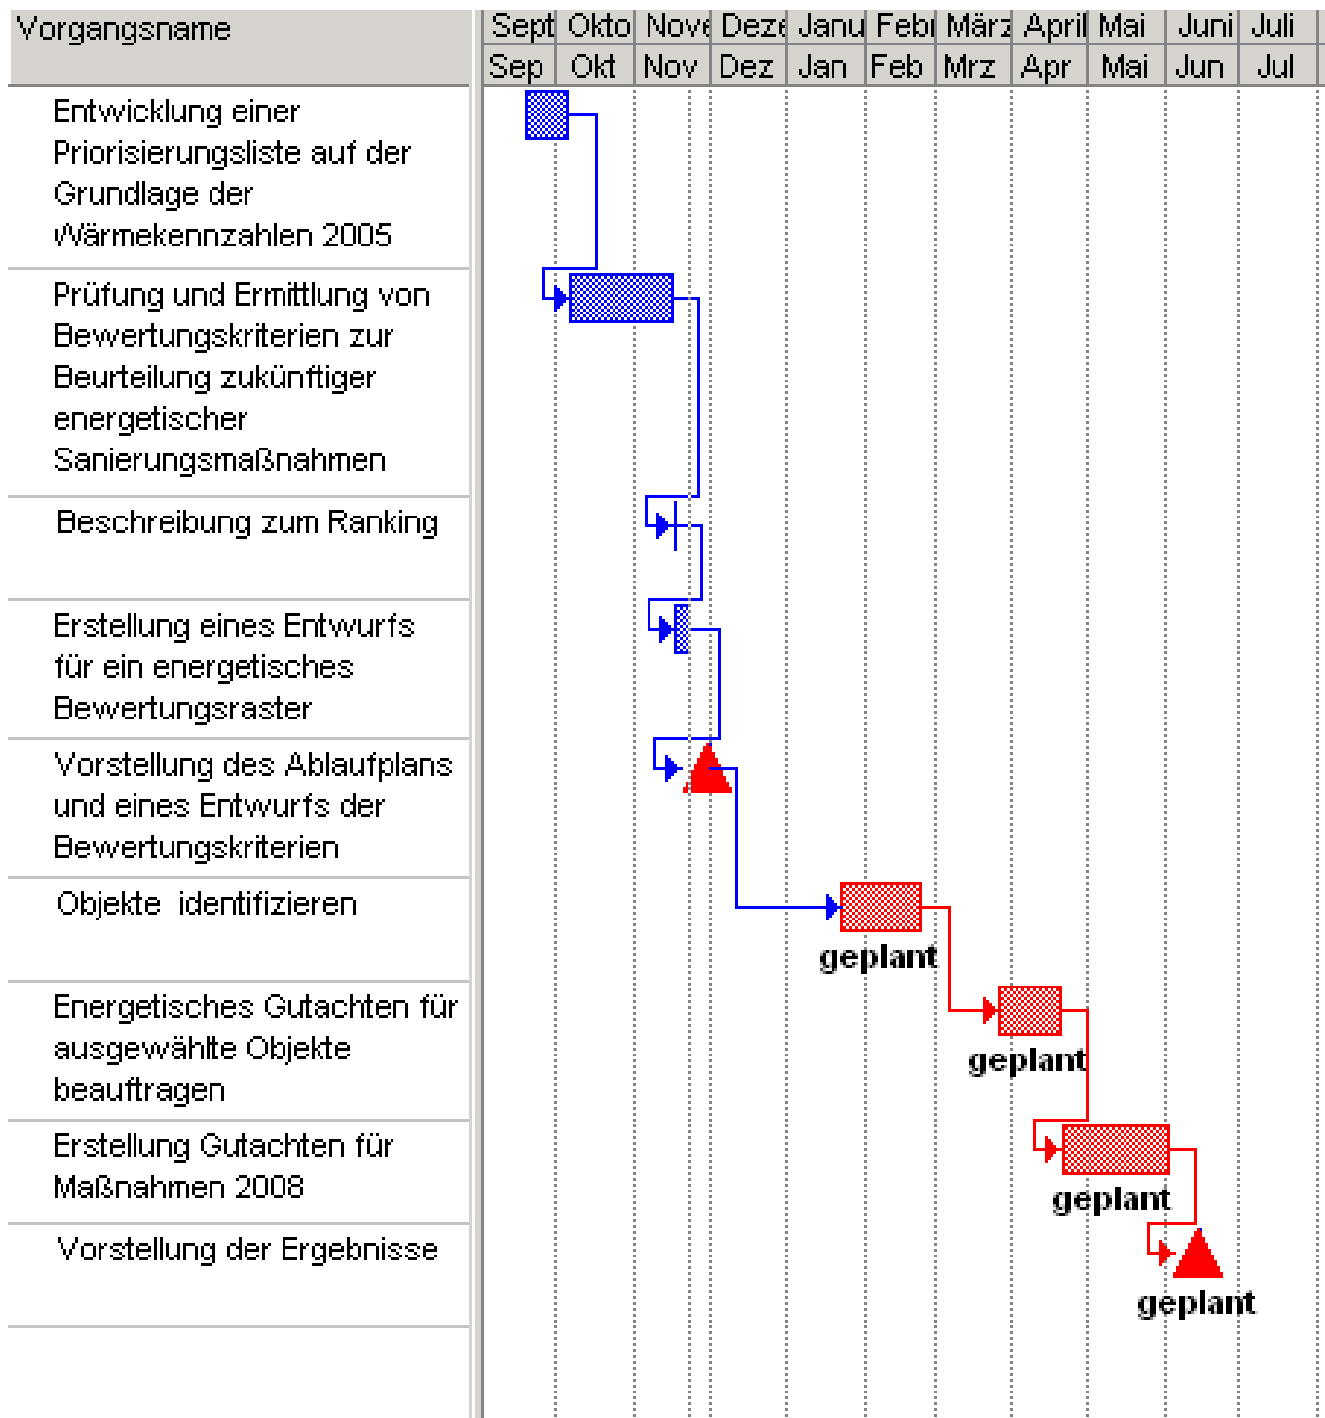 Vorgangsname
Sept Okto Nove Deze Janu Febr März April Mai Juni Juli
Sep Okt Nov Dez Jan Feb Mrz Apr Mai Jun Jul
Entwicklung einer
Priorisierungsliste auf der
Grundlage der
Wärmekennzahlen 2005
Prüfung und Ermittlung von
Bewertungskriterien zur
Beurteilung zukünftiger
energetischer
Sanierungsmaßnahmen
Beschreibung zum Ranking
Erstellung eines Entwurfs
für ein energetisches
Bewertungsraster
Vorstellung des Ablaufplans
und eines Entwurfs der
Bewertungskriterien
Objekte identifizieren
geplant
Energetisches Gutachten für
ausgewählte Objekte
beauftragen
geplant
Erstellung Gutachten für
Maßnahmen 2008
geplant
Vorstellung der Ergebnisse
geplant